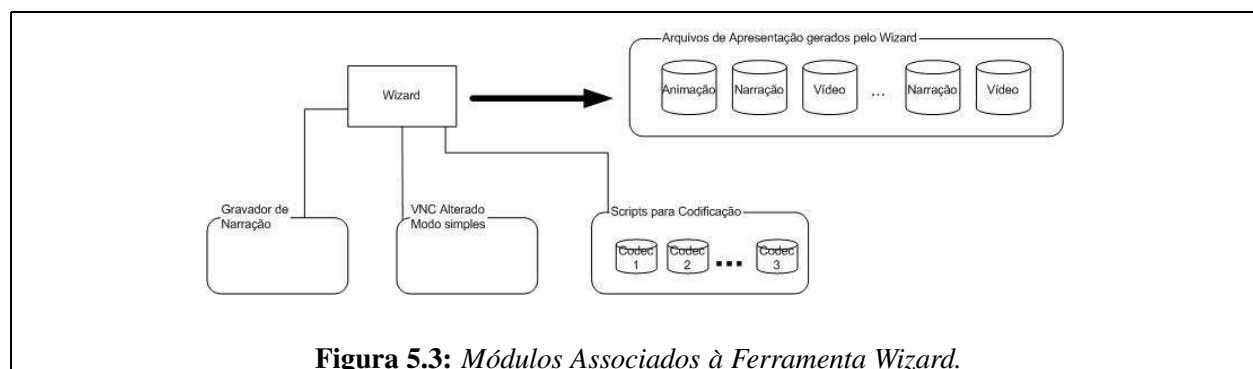 Arquivos de Apresentação gerados pelo Wizard
Wizard
Animação
Narração
Vídeo
...
Narração
Vídeo
Gravador de
Narração
VNC Alterado
Modo simples
Scripts para Codificação
Codec
1
Codec
2
...
Codec
3
Figura 5.3: Módulos Associados à Ferramenta Wizard.